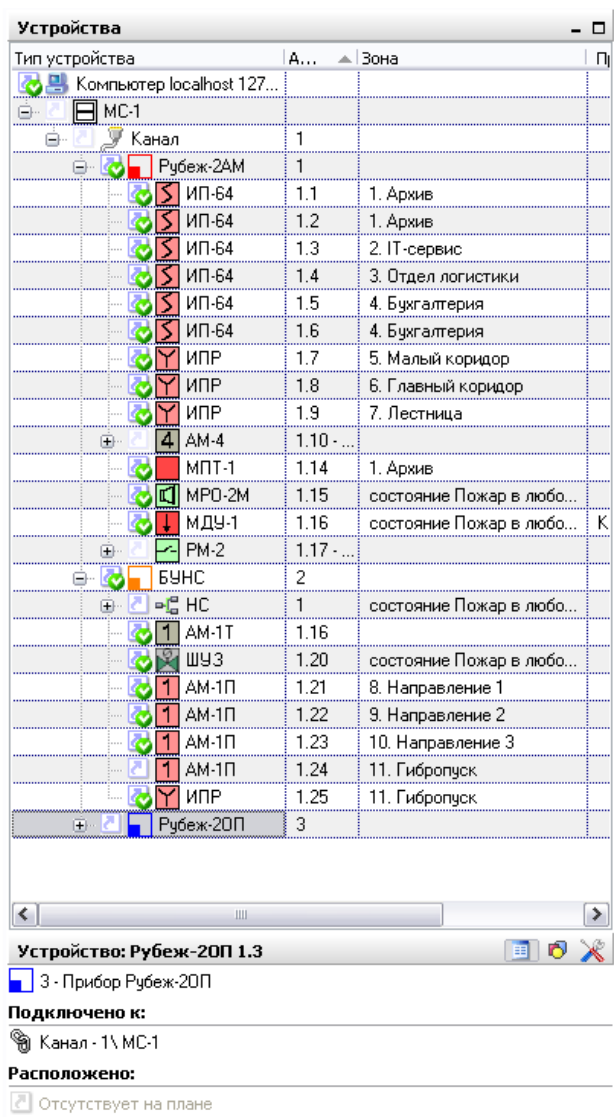 Устройства
Тип устройства А... Зона П
Компьютер localhost 127...
МС-1
Канал 1
Рубеж-2АМ 1
ИП-64 1.1 1. Архив
ИП-64 1.2 1. Архив
ИП-64 1.3 2. IT-сервис
ИП-64 1.4 3. Отдел логистики
ИП-64 1.5 4. Бухгалтерия
ИП-64 1.6 4. Бухгалтерия
ИПР 1.7 5. Малый коридор
ИПР 1.8 6. Главный коридор
ИПР 1.9 7. Лестница
4 АМ-4 1.10 - ...
МПТ-1 1.14 1. Архив
МРО-2М 1.15 состояние Пожар в любо...
МДУ-1 1.16 состояние Пожар в любо... К
РМ-2 1.17 - ...
БУНС 2
НС 1 состояние Пожар в любо...
1 АМ-1Т 1.16
ШУЗ 1.20 состояние Пожар в любо...
1 АМ-1П 1.21 8. Направление 1
1 АМ-1П 1.22 9. Направление 2
1 АМ-1П 1.23 10. Направление 3
1 АМ-1П 1.24 11. Гибропуск
ИПР 1.25 11. Гибропуск
Рубеж-2ОП 3
Устройство: Рубеж-2ОП 1.3
3 - Прибор Рубеж-2ОП
Подключено к:
Канал - 1\ МС-1
Расположено:
Отсутствует на плане